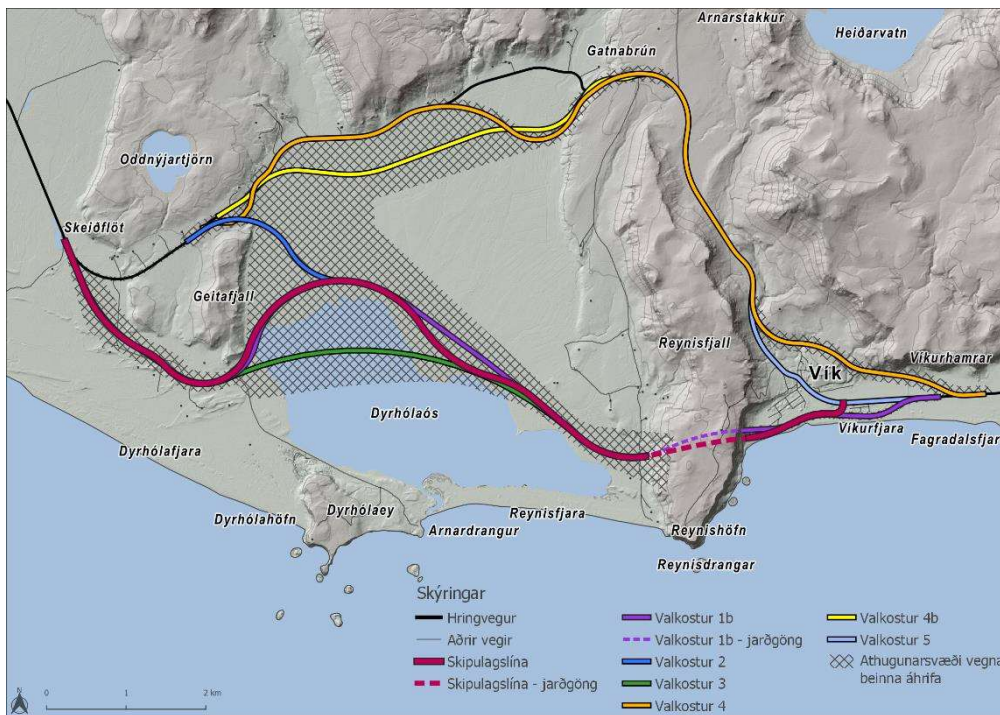 Arnarstakkur
Heiðarvatn
Gatnabrún
Oddnýjartjörn
Skeiðflöt
Geitafjall
Reynisfjall
Vík
Víkurhamrar
Dyrhólaós
Víkurfjara
Fagradalsfjar
Dyrhólafjara
Dyrhólaey
Reynisfjara
Dyrhólahöfn
Arnardrangur
Reynishöfn
Reynisdrangar
Skýringar
Hringvegur
Aðrir vegir
Skipulagslína
Skipulagslína - jarðgöng
Valkostur 1b
Valkostur 1b - jarðgöng
Valkostur 2
Valkostur 3
Valkostur 4
Valkostur 4b
Valkostur 5
Athugunarsvæði vegna
beinna áhrifa
N
0 1 2 km